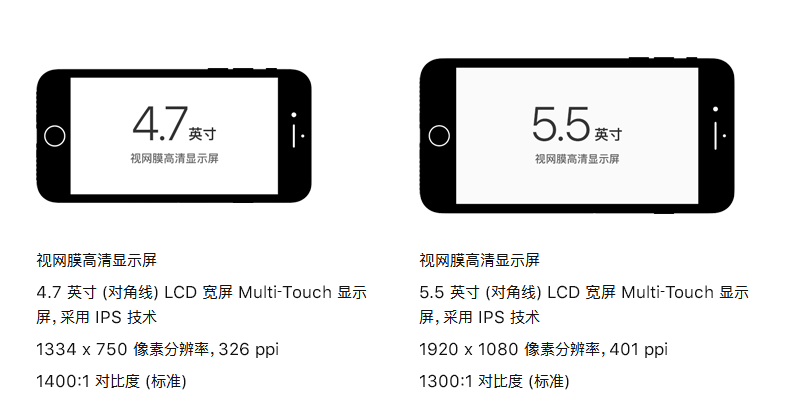 4.7 英寸
视网膜高清显示屏
5.5 英寸
视网膜高清显示屏
视网膜高清显示屏
4.7 英寸 (对角线) LCD 宽屏 Multi-Touch 显示
屏, 采用 IPS 技术
1334 x 750 像素分辨率, 326 ppi
1400:1 对比度 (标准)
视网膜高清显示屏
5.5 英寸 (对角线) LCD 宽屏 Multi-Touch 显示
屏, 采用 IPS 技术
1920 x 1080 像素分辨率, 401 ppi
1300:1 对比度 (标准)